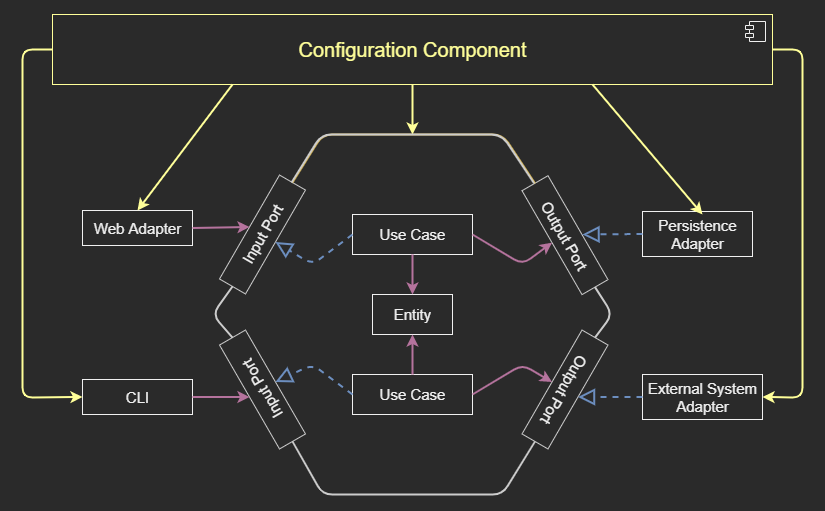 Configuration Component
Web Adapter
Input Port
Use Case
Output Port
Persistence
Adapter
Entity
CLI
Input Port
Use Case
Output Port
External System
Adapter